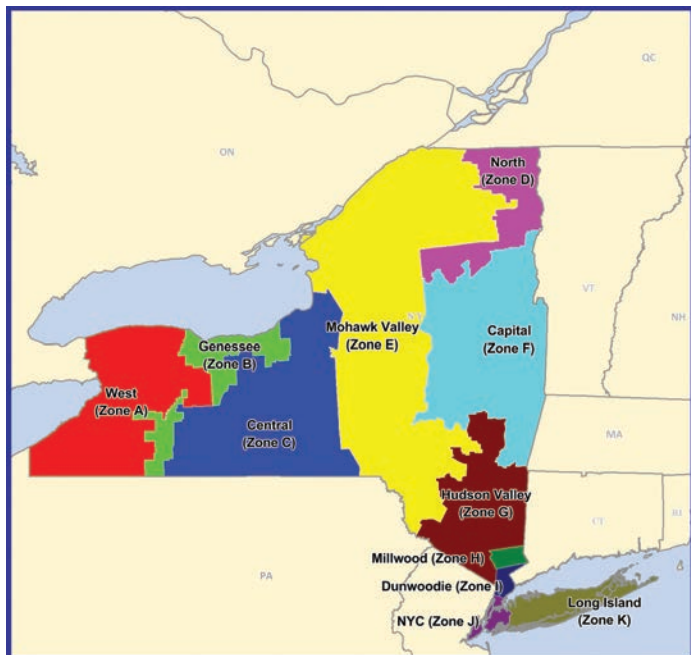 QC
ON
North
(Zone D)
VT
NH
NY
Mohawk Valley
(Zone E)
Capital
(Zone F)
Genessee
(Zone B)
West
(Zone A)
Central
(Zone C)
MA
Hudson Valley
(Zone G)
CT
RI
Millwood (Zone H)
PA
Dunwoodie (Zone I)
Long Island
(Zone K)
NYC (Zone J)